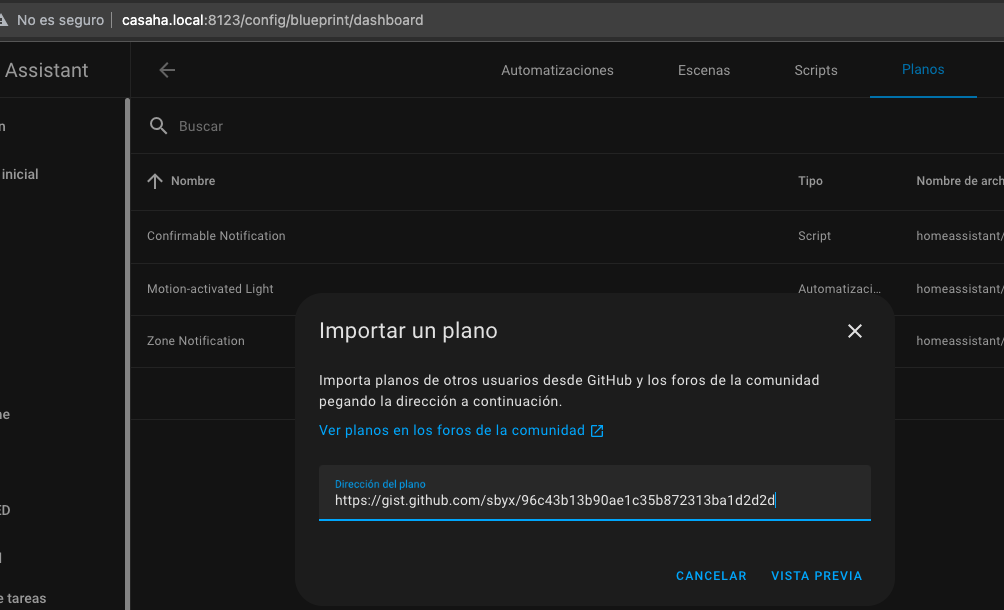 No es seguro | casaha.local:8123/config/blueprint/dashboard
Assistant
Automatizaciones Escenas Scripts Planos
Buscar
inicial
Nombre Tipo Nombre de arch
Confirmable Notification Script homeassistant/
Motion-activated Light Automatizaci... homeassistant/
Zone Notification homeassistant/
Importar un plano
Importa planos de otros usuarios desde GitHub y los foros de la comunidad
pegando la dirección a continuación.
Ver planos en los foros de la comunidad
Dirección del plano
https://gist.github.com/sbyx/96c43b13b90ae1c35b872313ba1d2d2d
CANCELAR VISTA PREVIA
ED
e tareas